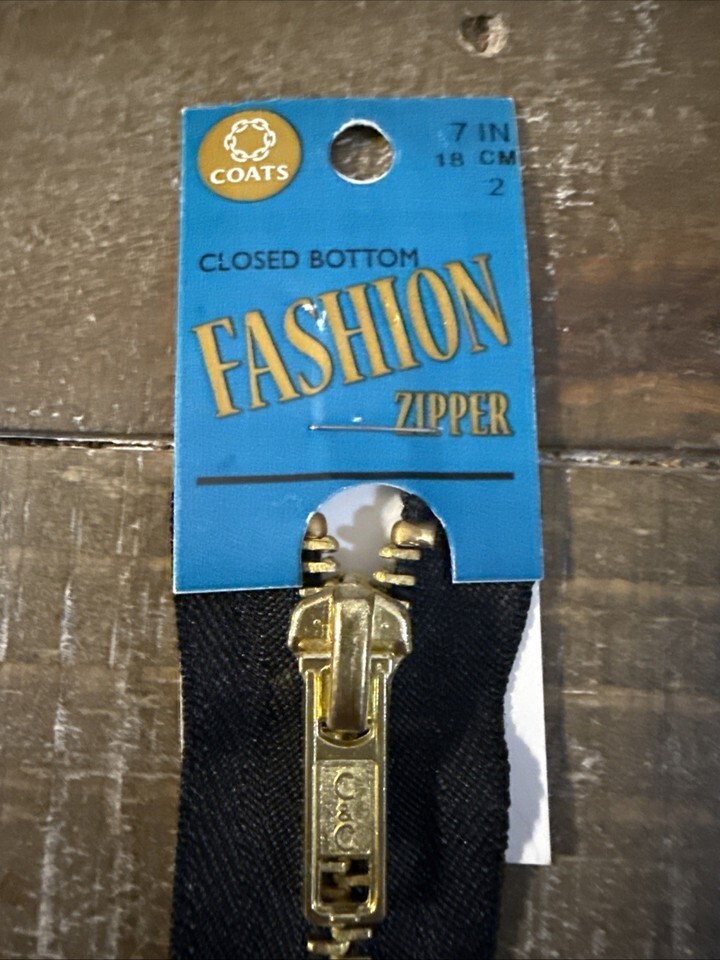 COATS
7 IN
18 CM
2
CLOSED BOTTOM
FASHION
ZIPPER
C&C